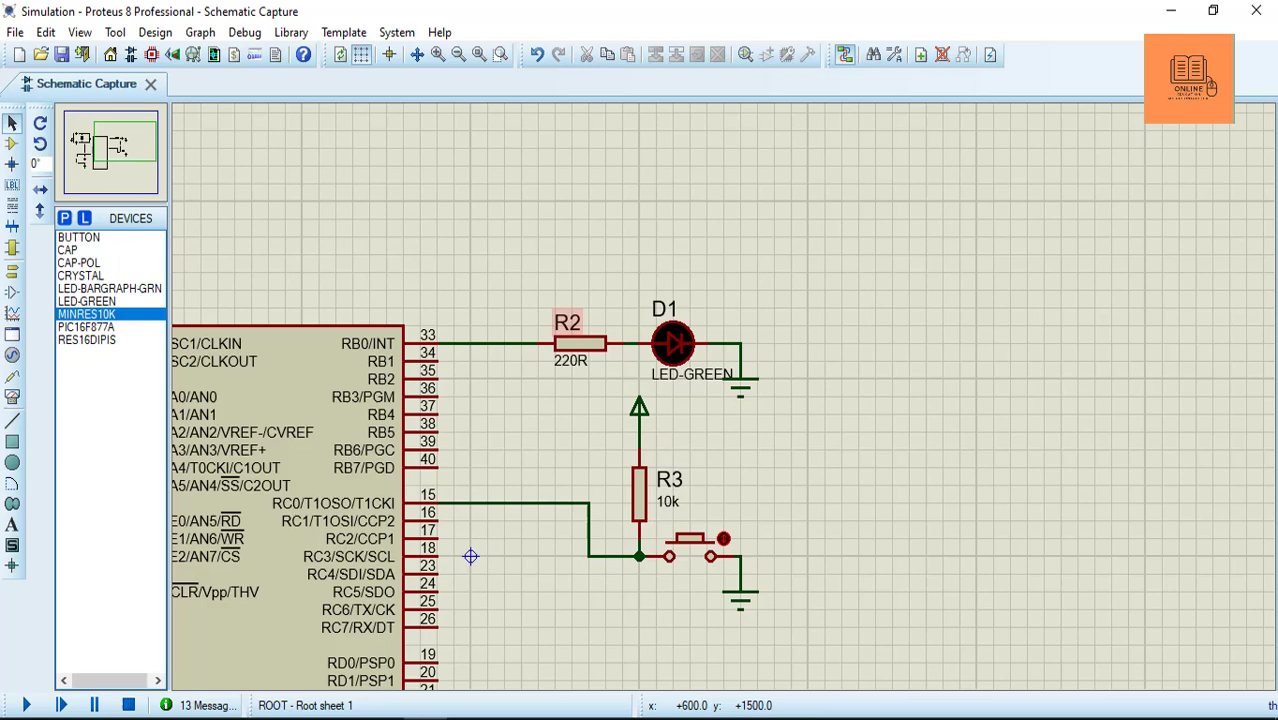 Simulation - Proteus 8 Professional - Schematic Capture
File Edit View Tool Design Graph Debug Library Template System Help
Schematic Capture
ONLINE
EDUCATION
0°
P L DEVICES
BUTTON
CAP
CAP-POL
CRYSTAL
LED-BARGRAPH-GRN
LED-GREEN
MINRES10K
PIC16F877A
RES16DIPIS
LBL
A
S
SC1/CLKIN
SC2/CLKOUT
A0/AN0
A1/AN1
A2/AN2/VREF-/CVREF
A3/AN3/VREF+
A4/T0CKI/C1OUT
A5/AN4/SS/C2OUT
E0/AN5/RD
E1/AN6/WR
E2/AN7/CS
CLR/Vpp/THV
RB0/INT 33
RB1 34
RB2 35
RB3/PGM 36
RB4 37
RB5 38
RB6/PGC 39
RB7/PGD 40
RC0/T1OSO/T1CKI 15
RC1/T1OSI/CCP2 16
RC2/CCP1 17
RC3/SCK/SCL 18
RC4/SDI/SDA 23
RC5/SDO 24
RC6/TX/CK 25
RC7/RX/DT 26
RD0/PSP0 19
RD1/PSP1 20
21
R2
220R
D1
LED-GREEN
R3
10k
13 Messag... ROOT - Root sheet 1 x: +600.0 y: +1500.0 th